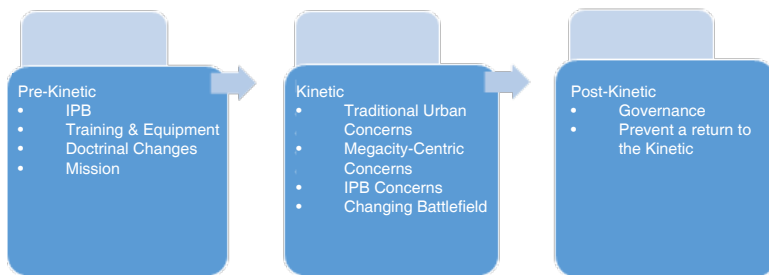 Pre-Kinetic
• IPB
• Training & Equipment
• Doctrinal Changes
• Mission
Kinetic
• Traditional Urban
Concerns
• Megacity-Centric
Concerns
• IPB Concerns
• Changing Battlefield
Post-Kinetic
• Governance
• Prevent a return to
the Kinetic